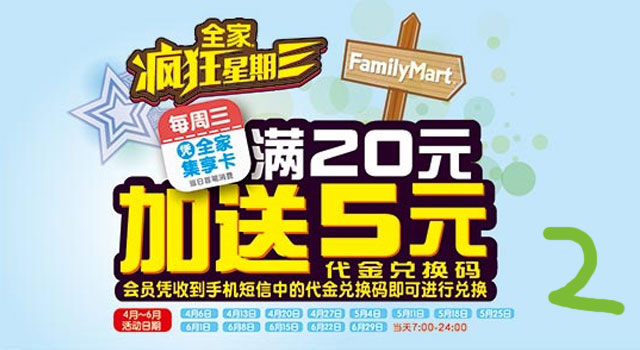 全家
疯狂星期三
FamilyMart
每周三
凭全家
集享卡
当日首笔消费
满20元
加送5元
代金兑换码
会员凭收到手机短信中的代金兑换码即可进行兑换
4月~6月 4月6日 4月13日 4月20日 4月27日 5月4日 5月11日 5月18日 5月25日
活动日期 6月1日 6月8日 6月15日 6月22日 6月29日 当天7:00-24:00
2